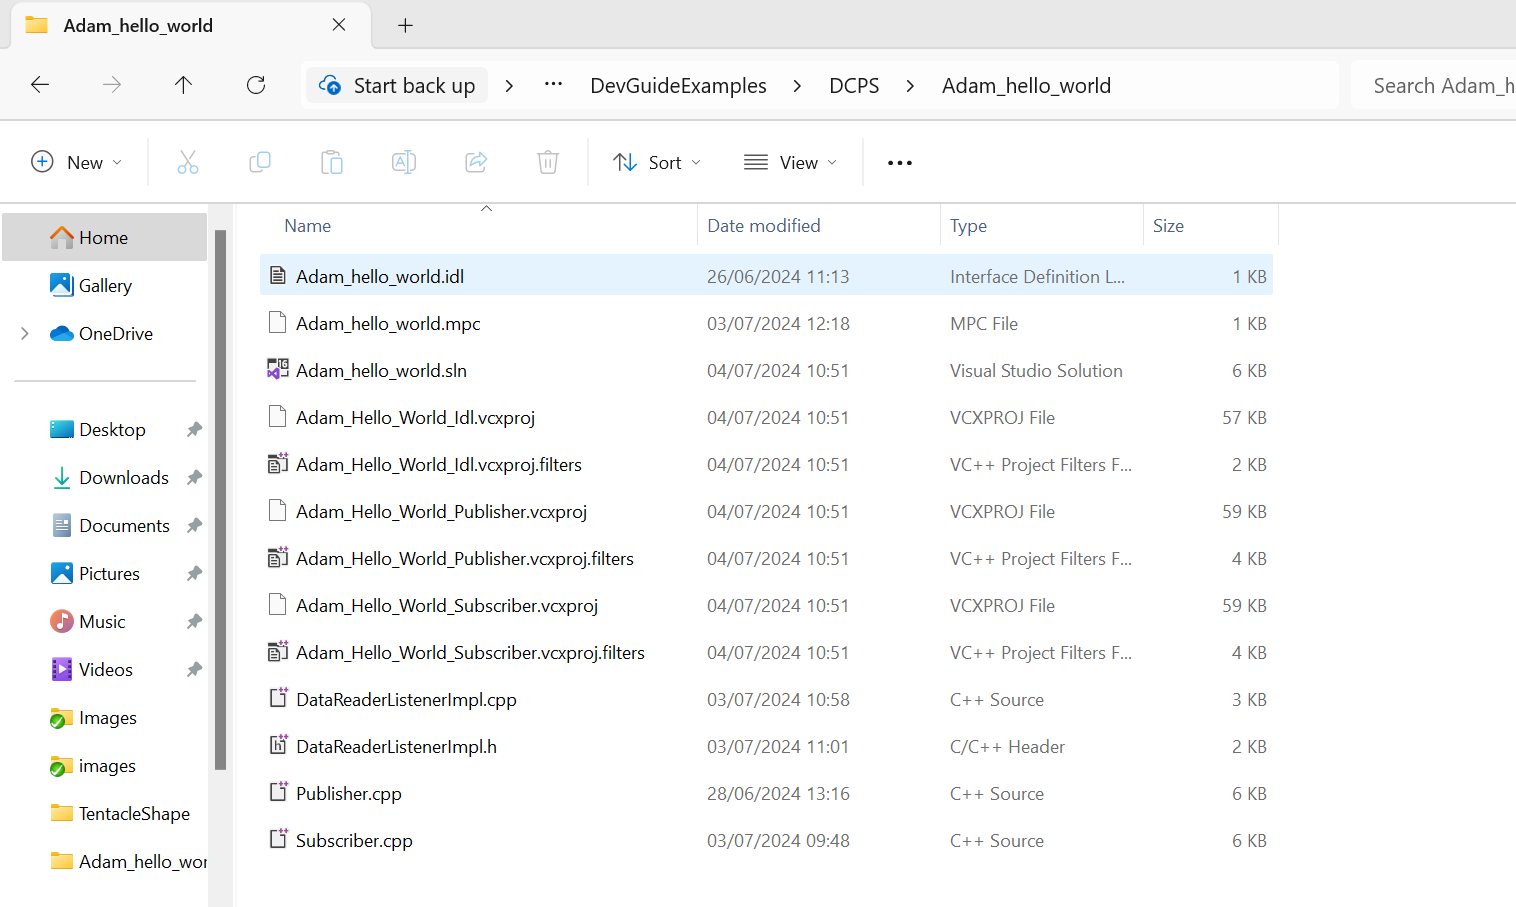 Adam_hello_world
Start back up > ... DevGuideExamples > DCPS > Adam_hello_world
Search Adam_h
New
Sort
View
Name Date modified Type Size
Home
Gallery
OneDrive
Desktop
Downloads
Documents
Pictures
Music
Videos
Images
images
TentacleShape
Adam_hello_wor
Adam_hello_world.idl 26/06/2024 11:13 Interface Definition L... 1 KB
Adam_hello_world.mpc 03/07/2024 12:18 MPC File 1 KB
Adam_hello_world.sln 04/07/2024 10:51 Visual Studio Solution 6 KB
Adam_Hello_World_Idl.vcxproj 04/07/2024 10:51 VCXPROJ File 57 KB
Adam_Hello_World_Idl.vcxproj.filters 04/07/2024 10:51 VC++ Project Filters F... 2 KB
Adam_Hello_World_Publisher.vcxproj 04/07/2024 10:51 VCXPROJ File 59 KB
Adam_Hello_World_Publisher.vcxproj.filters 04/07/2024 10:51 VC++ Project Filters F... 4 KB
Adam_Hello_World_Subscriber.vcxproj 04/07/2024 10:51 VCXPROJ File 59 KB
Adam_Hello_World_Subscriber.vcxproj.filters 04/07/2024 10:51 VC++ Project Filters F... 4 KB
DataReaderListenerImpl.cpp 03/07/2024 10:58 C++ Source 3 KB
DataReaderListenerImpl.h 03/07/2024 11:01 C/C++ Header 2 KB
Publisher.cpp 28/06/2024 13:16 C++ Source 6 KB
Subscriber.cpp 03/07/2024 09:48 C++ Source 6 KB